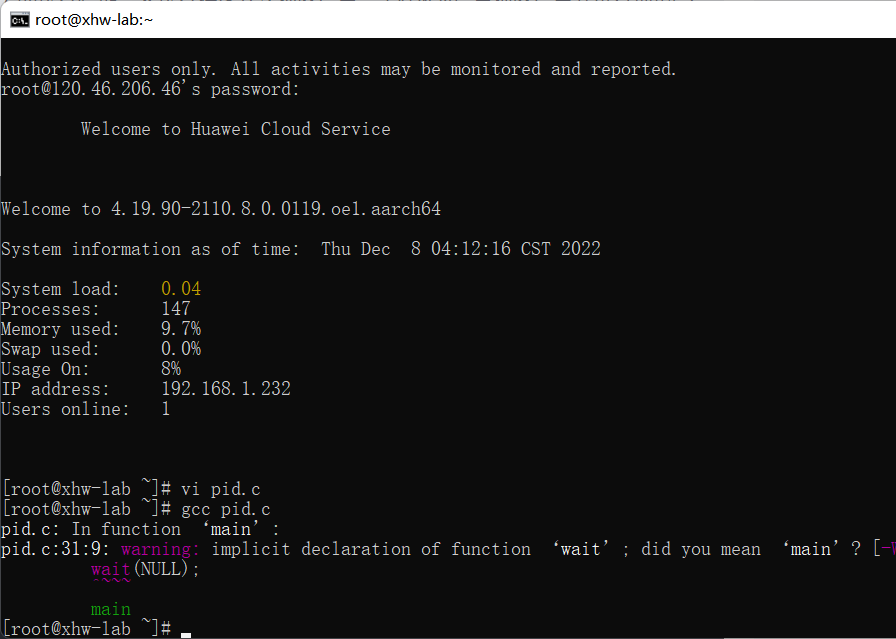 root@xhw-lab:~
Authorized users only. All activities may be monitored and reported.
root@120.46.206.46's password:
Welcome to Huawei Cloud Service
Welcome to 4.19.90-2110.8.0.0119.oe1.aarch64
System information as of time:  Thu Dec  8 04:12:16 CST 2022
System load:    0.04
Processes:      147
Memory used:    9.7%
Swap used:      0.0%
Usage On:       8%
IP address:     192.168.1.232
Users online:   1
[root@xhw-lab ~]# vi pid.c
[root@xhw-lab ~]# gcc pid.c
pid.c: In function ‘main’:
pid.c:31:9: warning: implicit declaration of function ‘wait’; did you mean ‘main’? [-
wait(NULL);
~~~~
main
[root@xhw-lab ~]#